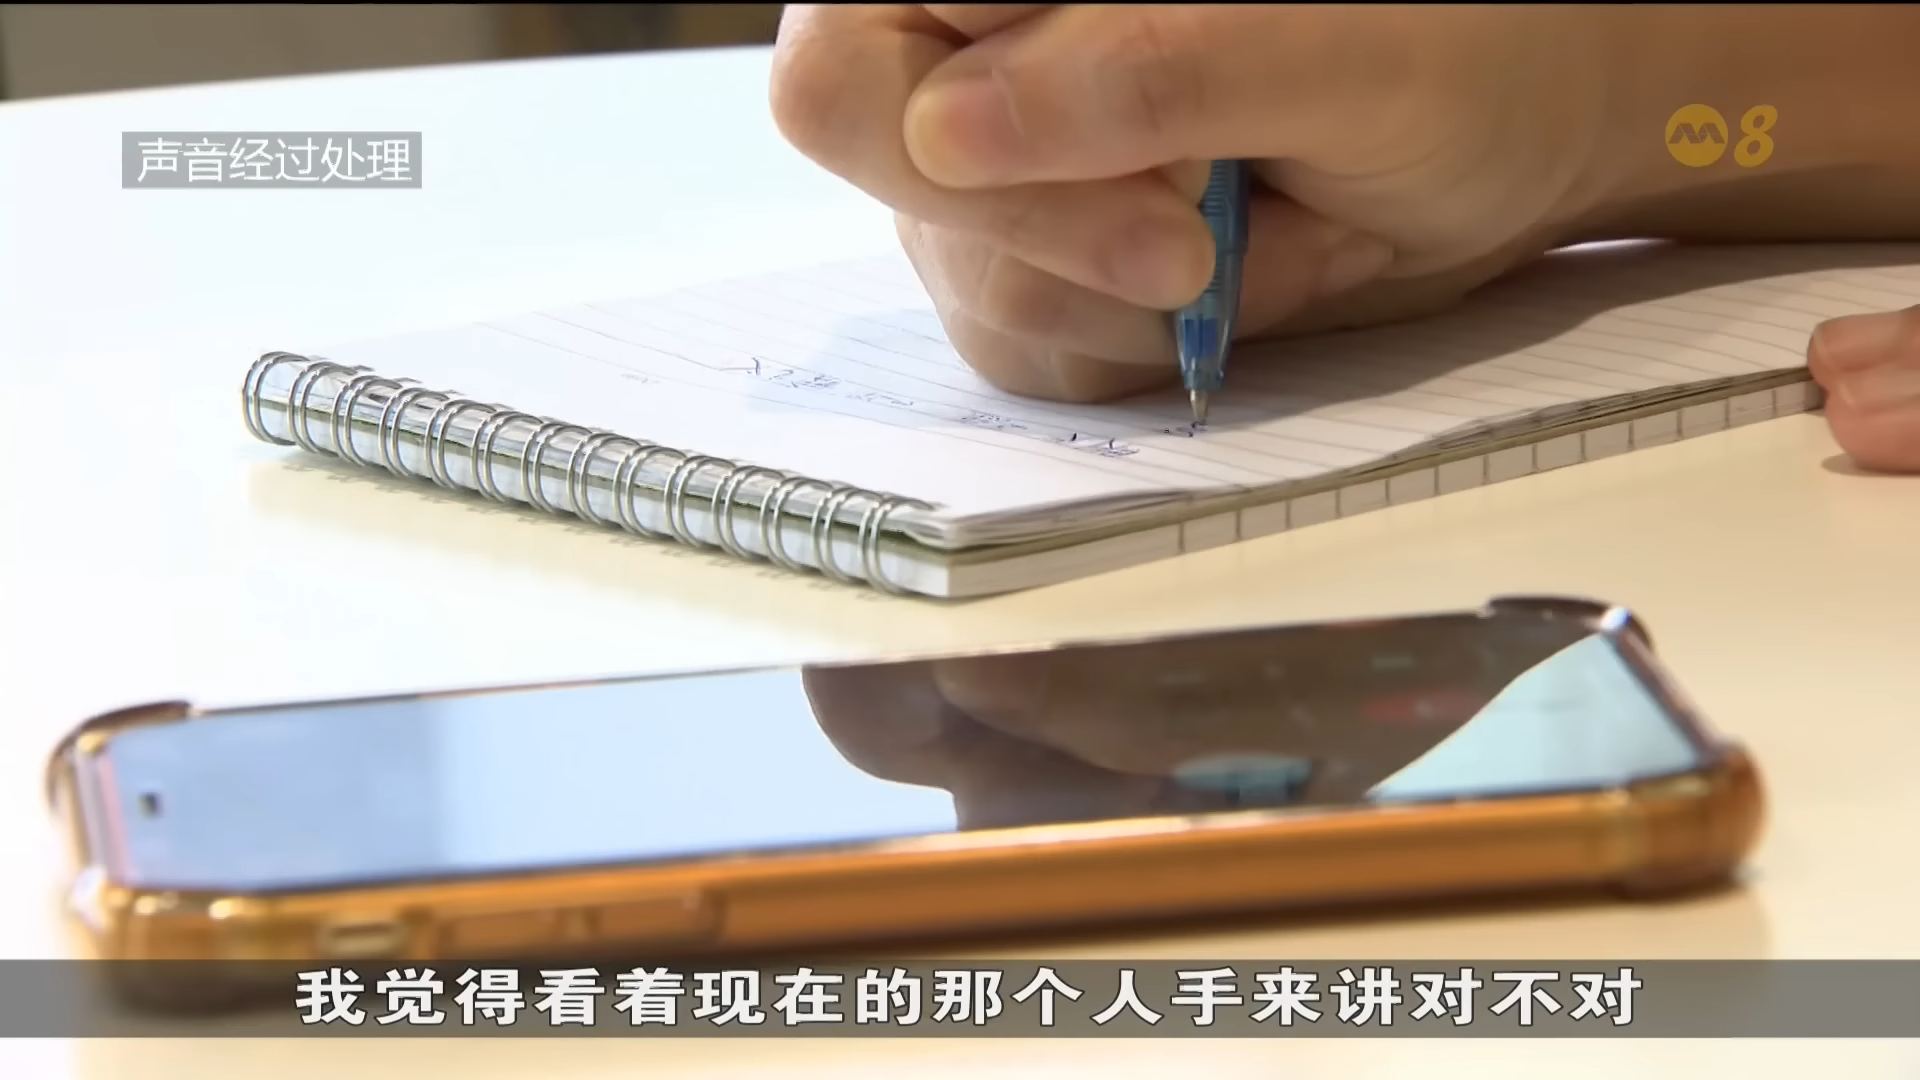 声音经过处理
8
我觉得看着现在的那个人手来讲对不对